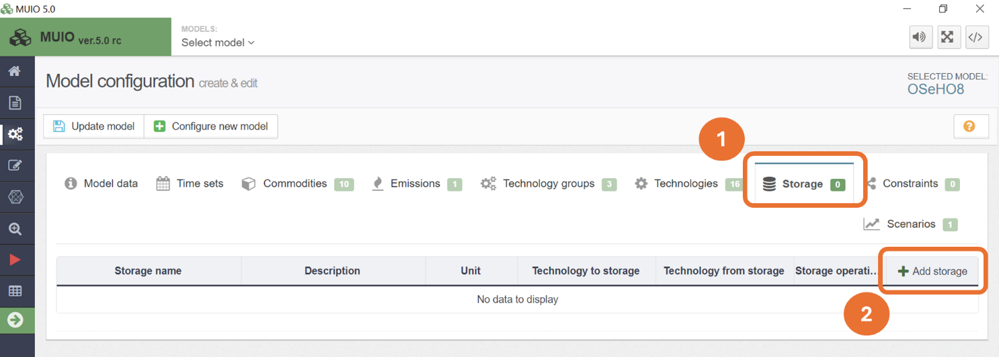 MUIO 5.0
MUIO ver.5.0 rc
MODELS:
Select model
Model configuration create & edit
SELECTED MODEL:
OSeHO8
Update model
Configure new model
?
1
Model data
Time sets
Commodities 10
Emissions 1
Technology groups 3
Technologies 16
Storage 0
Constraints 0
Scenarios 1
Storage name
Description
Unit
Technology to storage
Technology from storage
Storage operati...
Add storage
No data to display
2